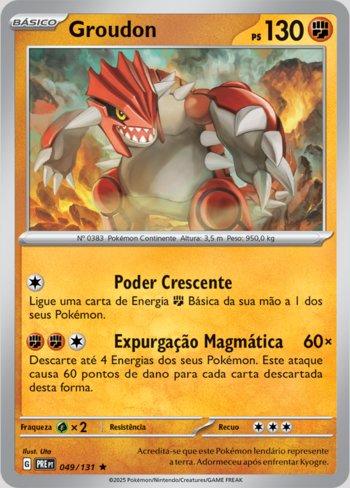 BÁSICO
Groudon
PS 130
Nº 0383 Pokémon Continente Altura: 3,5 m Peso: 950,0 kg
Poder Crescente
Ligue uma carta de Energia Básica da sua mão a 1 dos
seus Pokémon.
Expurgação Magmática 60×
Descarte até 4 Energias dos seus Pokémon. Este ataque
causa 60 pontos de dano para cada carta descartada
desta forma.
Fraqueza ×2 Resistência Recuo
Ilust. Uto
G PRE PT 049/131 ★
Acredita-se que este Pokémon lendário represente
a terra. Adormeceu após enfrentar Kyogre.
©2025 Pokémon/Nintendo/Creatures/GAME FREAK